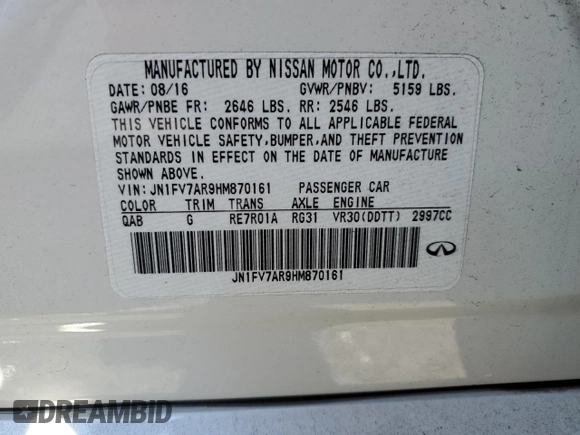 MANUFACTURED BY NISSAN MOTOR CO.,LTD.
DATE: 08/16 GVWR/PNBV: 5159 LBS.
GAWR/PNBE FR: 2646 LBS. RR: 2546 LBS.
THIS VEHICLE CONFORMS TO ALL APPLICABLE FEDERAL
MOTOR VEHICLE SAFETY,BUMPER,AND THEFT PREVENTION
STANDARDS IN EFFECT ON THE DATE OF MANUFACTURE
SHOWN ABOVE.
VIN: JN1FV7AR9HM870161 PASSENGER CAR
COLOR TRIM TRANS AXLE ENGINE
QAB G RE7R01A RG31 VR30(DDTT) 2997CC
JN1FV7AR9HM870161
DREAMBID